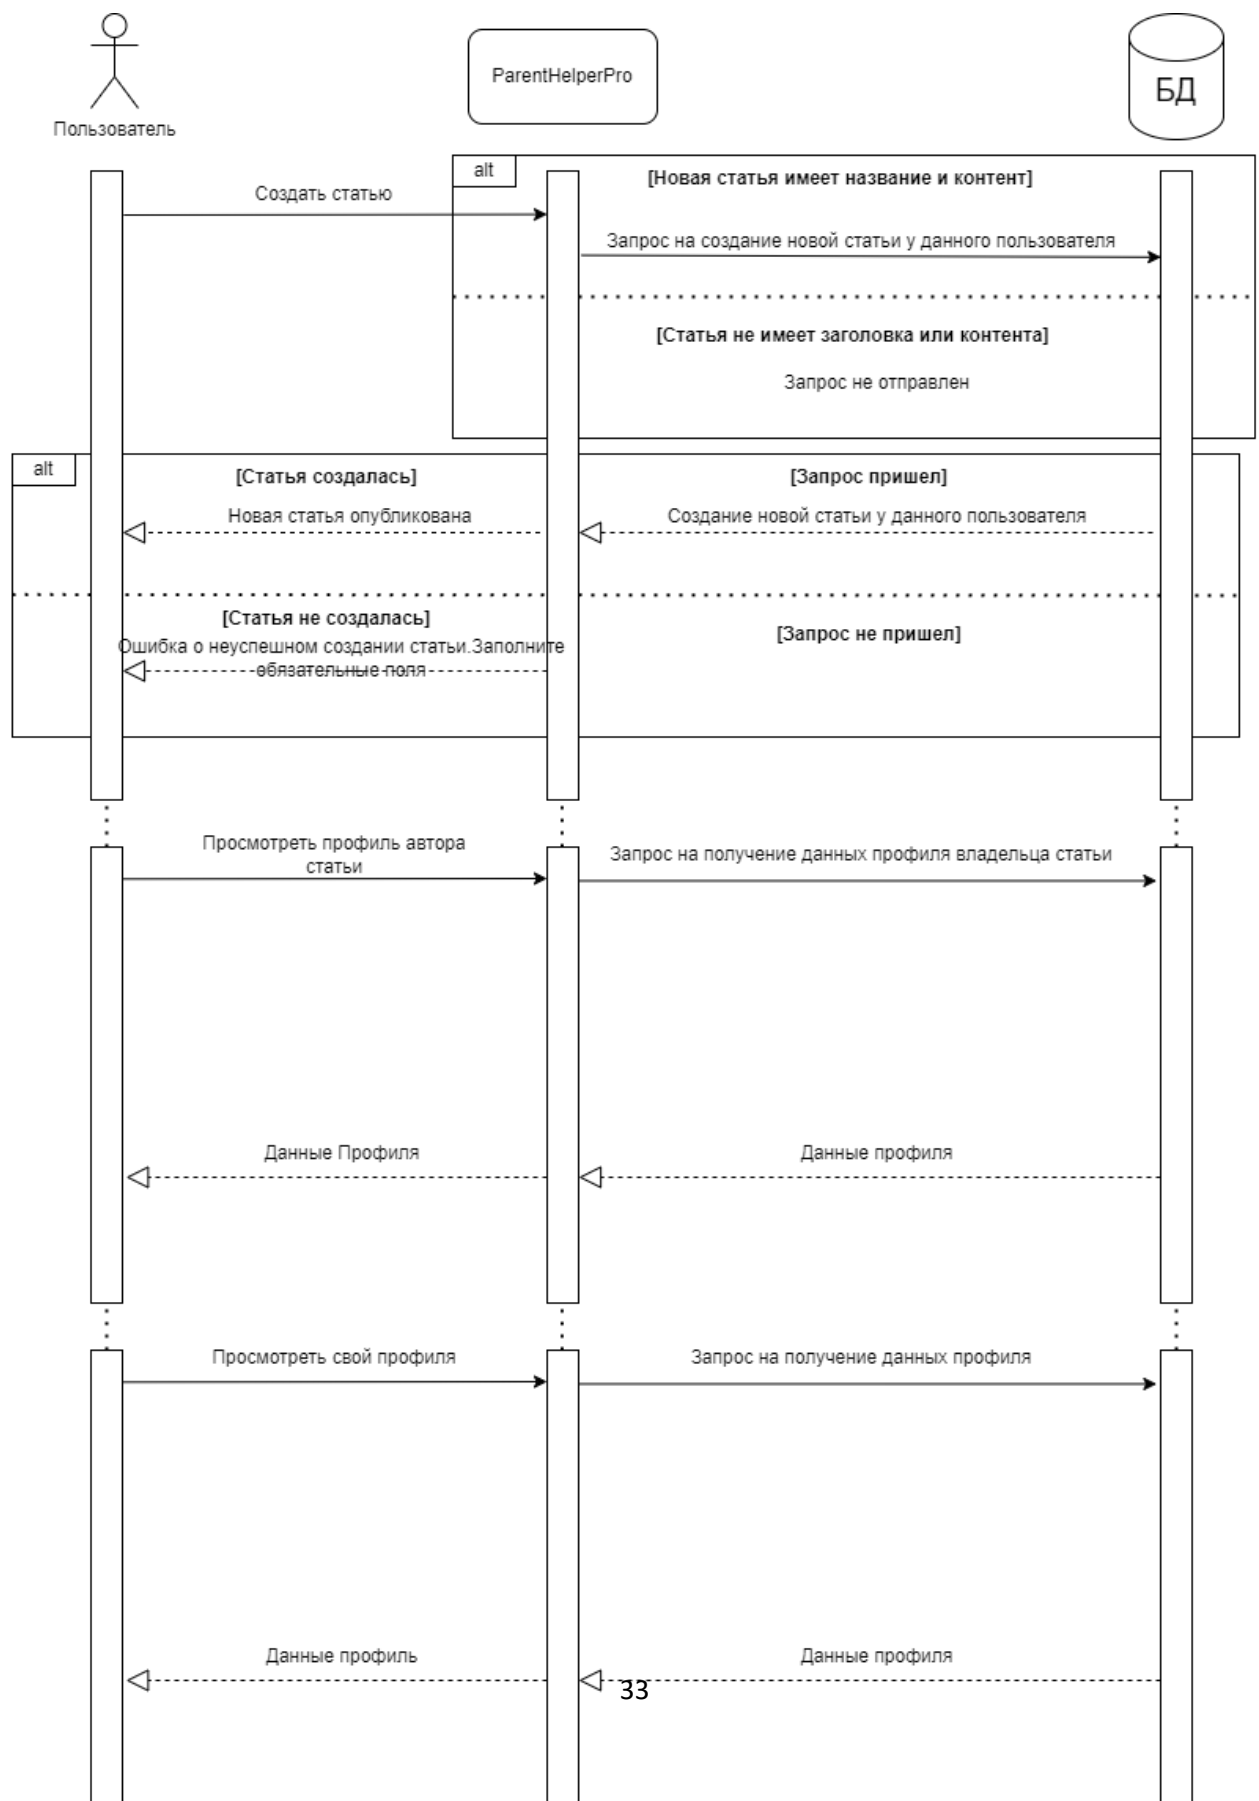 Пользователь
ParentHelperPro
БД
alt
[Новая статья имеет название и контент]
Создать статью
Запрос на создание новой статьи у данного пользователя
[Статья не имеет заголовка или контента]
Запрос не отправлен
alt
[Статья создалась]
[Запрос пришел]
Новая статья опубликована
Создание новой статьи у данного пользователя
[Статья не создалась]
[Запрос не пришел]
Ошибка о неуспешном создании статьи.Заполните
обязательные поля
Просмотреть профиль автора
статьи
Запрос на получение данных профиля владельца статьи
Данные Профиля
Данные профиля
Просмотреть свой профиля
Запрос на получение данных профиля
Данные профиль
Данные профиля
33